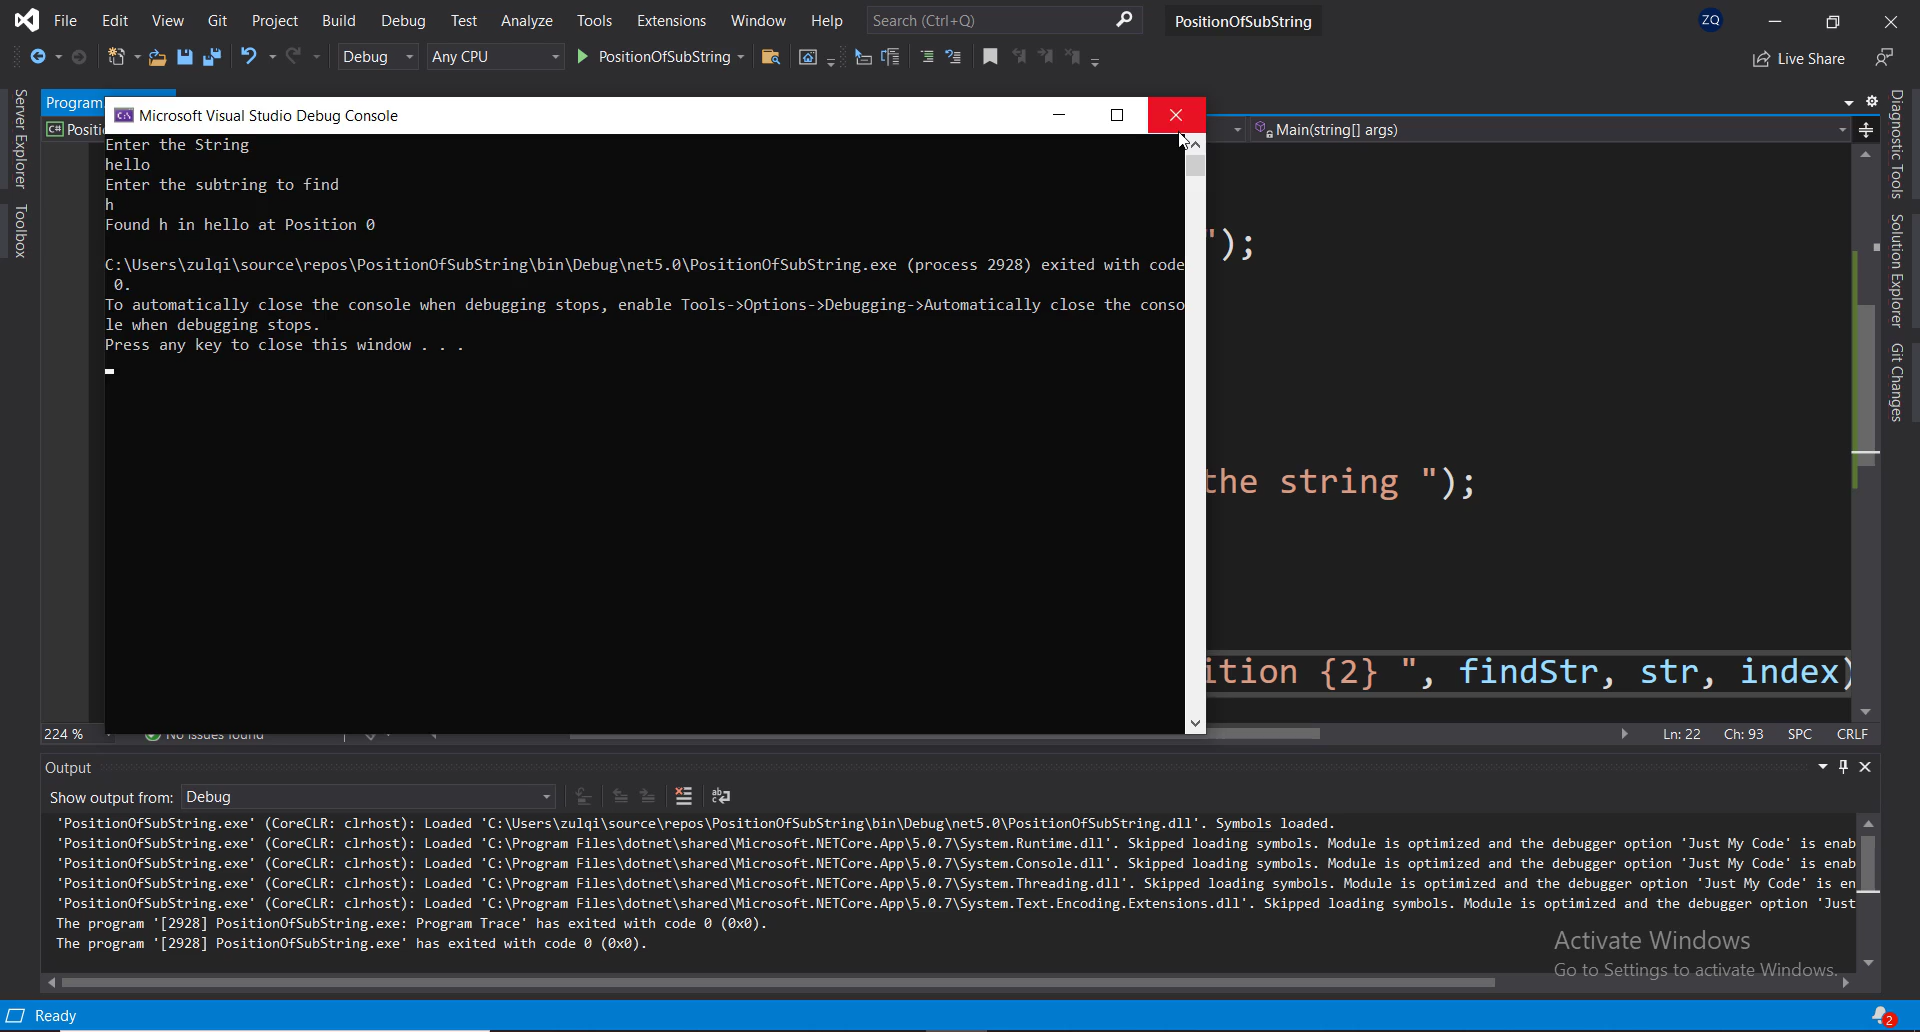 File Edit View Git Project Build Debug Test Analyze Tools Extensions Window Help Search (Ctrl+Q) PositionOfSubString ZQ
Debug Any CPU PositionOfSubString Live Share
Server Explorer
Toolbox
Program.
C# Positi
Main(string[] args)
Microsoft Visual Studio Debug Console
Enter the String
hello
Enter the subtring to find
h
Found h in hello at Position 0
C:\Users\zulqi\source\repos\PositionOfSubString\bin\Debug\net5.0\PositionOfSubString.exe (process 2928) exited with code
0.
To automatically close the console when debugging stops, enable Tools->Options->Debugging->Automatically close the conso
le when debugging stops.
Press any key to close this window . . .
");
the string ");
ition {2} ", findStr, str, index)
Diagnostic Tools
Solution Explorer
Git Changes
224 % No issues found Ln: 22 Ch: 93 SPC CRLF
Output
Show output from: Debug
'PositionOfSubString.exe' (CoreCLR: clrhost): Loaded 'C:\Users\zulqi\source\repos\PositionOfSubString\bin\Debug\net5.0\PositionOfSubString.dll'. Symbols loaded.
'PositionOfSubString.exe' (CoreCLR: clrhost): Loaded 'C:\Program Files\dotnet\shared\Microsoft.NETCore.App\5.0.7\System.Runtime.dll'. Skipped loading symbols. Module is optimized and the debugger option 'Just My Code' is enab
'PositionOfSubString.exe' (CoreCLR: clrhost): Loaded 'C:\Program Files\dotnet\shared\Microsoft.NETCore.App\5.0.7\System.Console.dll'. Skipped loading symbols. Module is optimized and the debugger option 'Just My Code' is enab
'PositionOfSubString.exe' (CoreCLR: clrhost): Loaded 'C:\Program Files\dotnet\shared\Microsoft.NETCore.App\5.0.7\System.Threading.dll'. Skipped loading symbols. Module is optimized and the debugger option 'Just My Code' is en
'PositionOfSubString.exe' (CoreCLR: clrhost): Loaded 'C:\Program Files\dotnet\shared\Microsoft.NETCore.App\5.0.7\System.Text.Encoding.Extensions.dll'. Skipped loading symbols. Module is optimized and the debugger option 'Just
The program '[2928] PositionOfSubString.exe: Program Trace' has exited with code 0 (0x0).
The program '[2928] PositionOfSubString.exe' has exited with code 0 (0x0).
Activate Windows
Go to Settings to activate Windows.
Ready 2